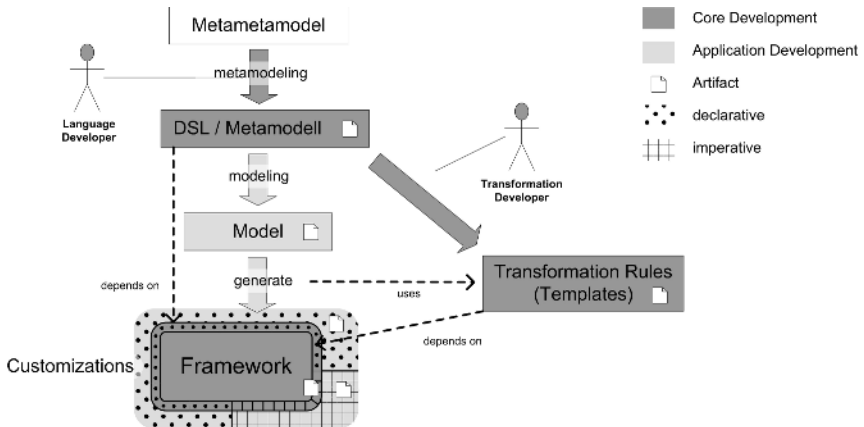 Metametamodel
metamodeling
Language
Developer
DSL / Metamodell
modeling
Transformation
Developer
Model
generate
depends on
uses
Transformation Rules
(Templates)
depends on
Customizations
Framework
Core Development
Application Development
Artifact
declarative
imperative